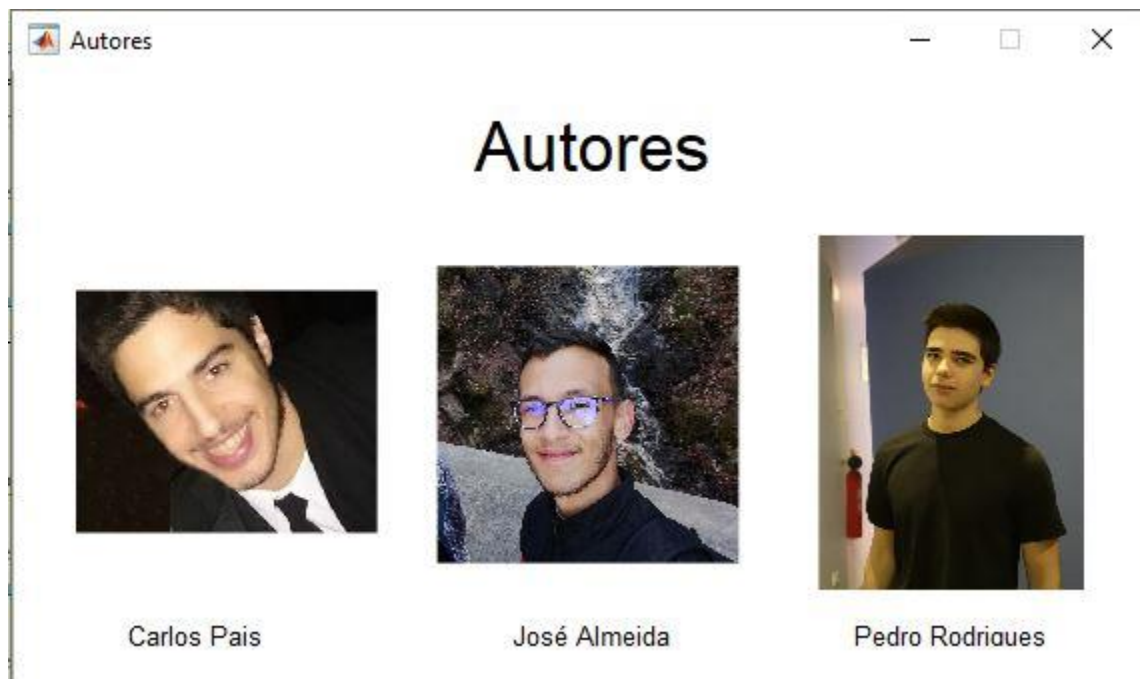 Autores
Autores
Carlos Pais
José Almeida
Pedro Rodrigues